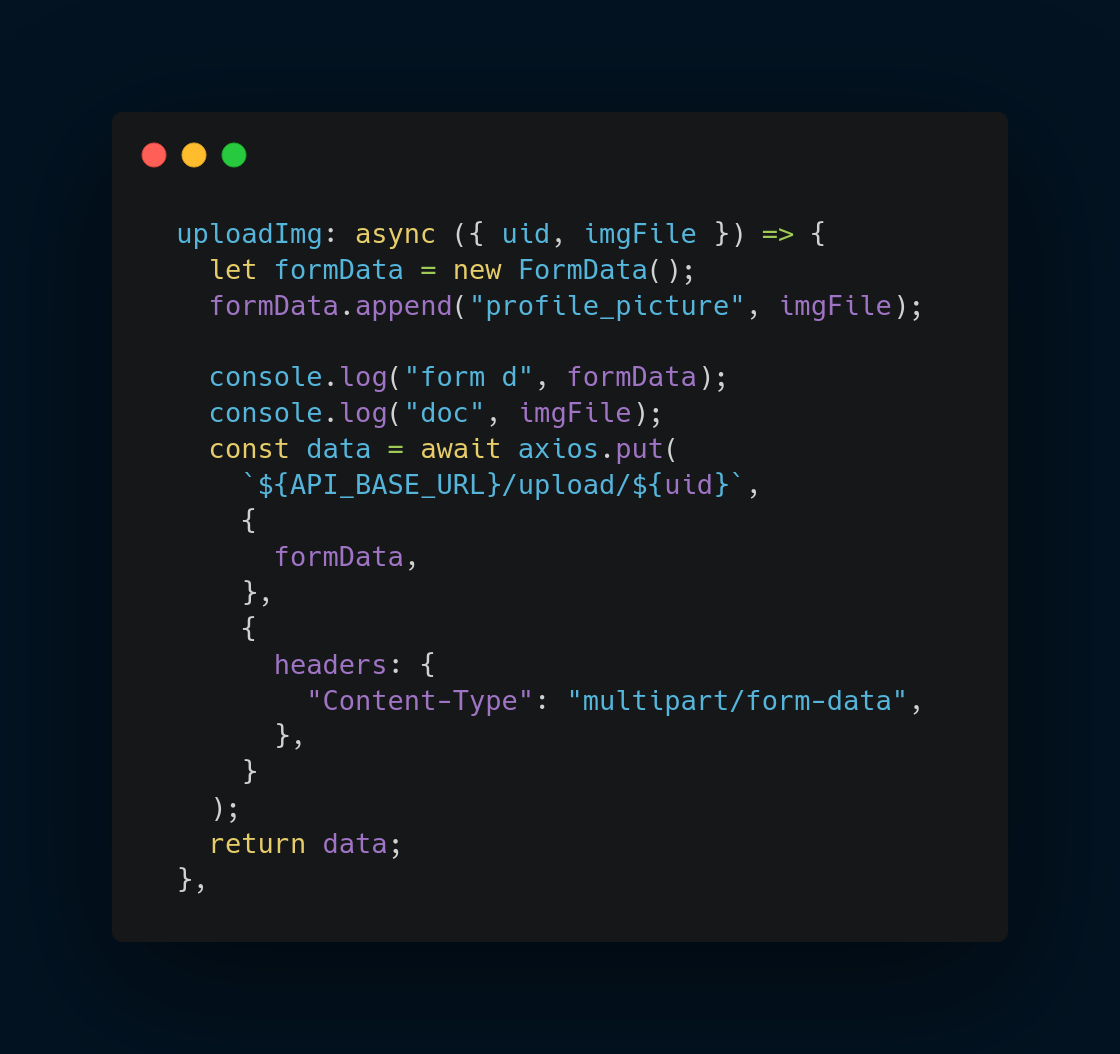 uploadImg: async ({ uid, imgFile }) => {
  let formData = new FormData();
  formData.append("profile_picture", imgFile);

  console.log("form d", formData);
  console.log("doc", imgFile);
  const data = await axios.put(
    `${API_BASE_URL}/upload/${uid}`,
    {
      formData,
    },
    {
      headers: {
        "Content-Type": "multipart/form-data",
      },
    }
  );
  return data;
},